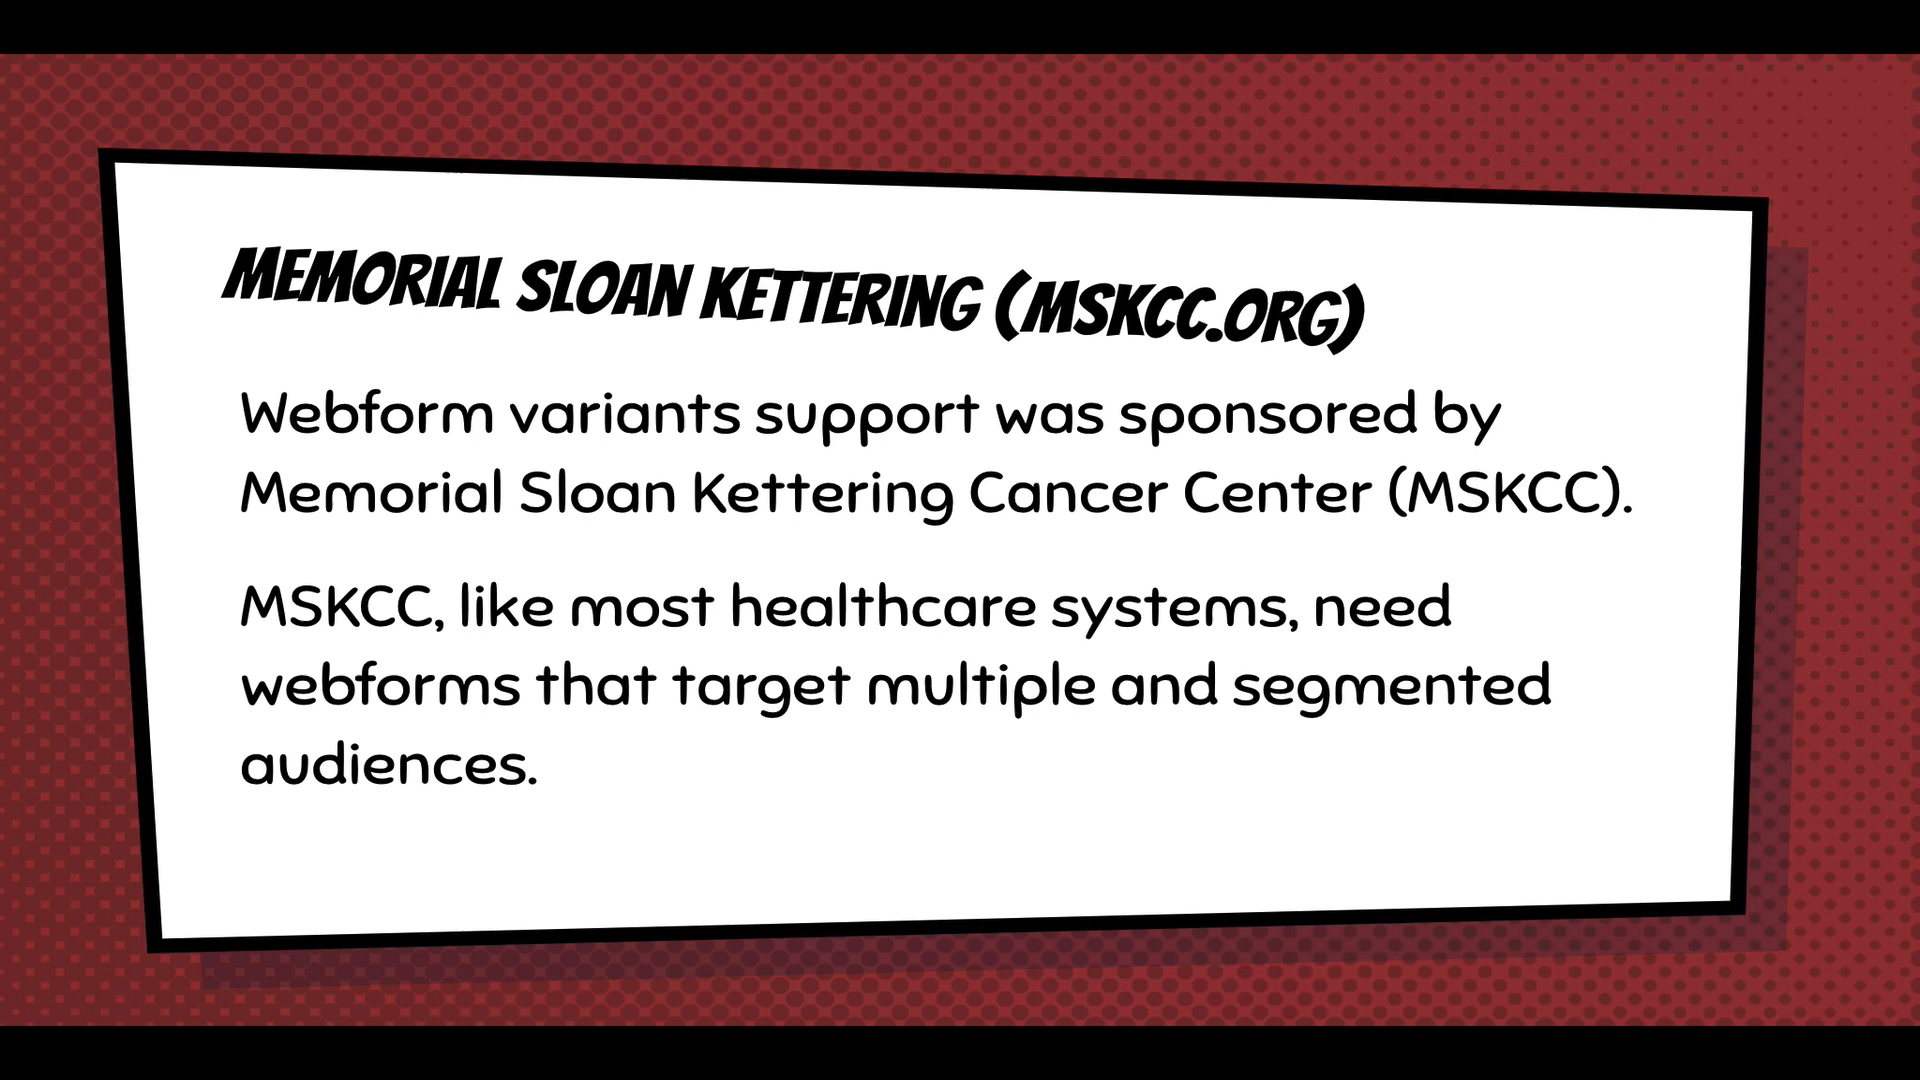 MEMORIAL SLOAN KETTERING (MSKCC.ORG)
Webform variants support was sponsored by
Memorial Sloan Kettering Cancer Center (MSKCC).
MSKCC, like most healthcare systems, need
webforms that target multiple and segmented
audiences.